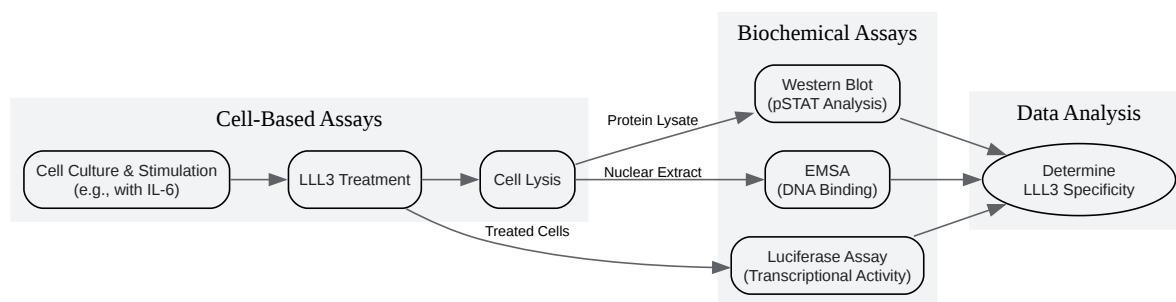 Cell-Based Assays
Cell Culture & Stimulation
(e.g., with IL-6)
LLL3 Treatment
Cell Lysis
Protein Lysate
Nuclear Extract
Treated Cells
Biochemical Assays
Western Blot
(pSTAT Analysis)
EMSA
(DNA Binding)
Luciferase Assay
(Transcriptional Activity)
Data Analysis
Determine
LLL3 Specificity